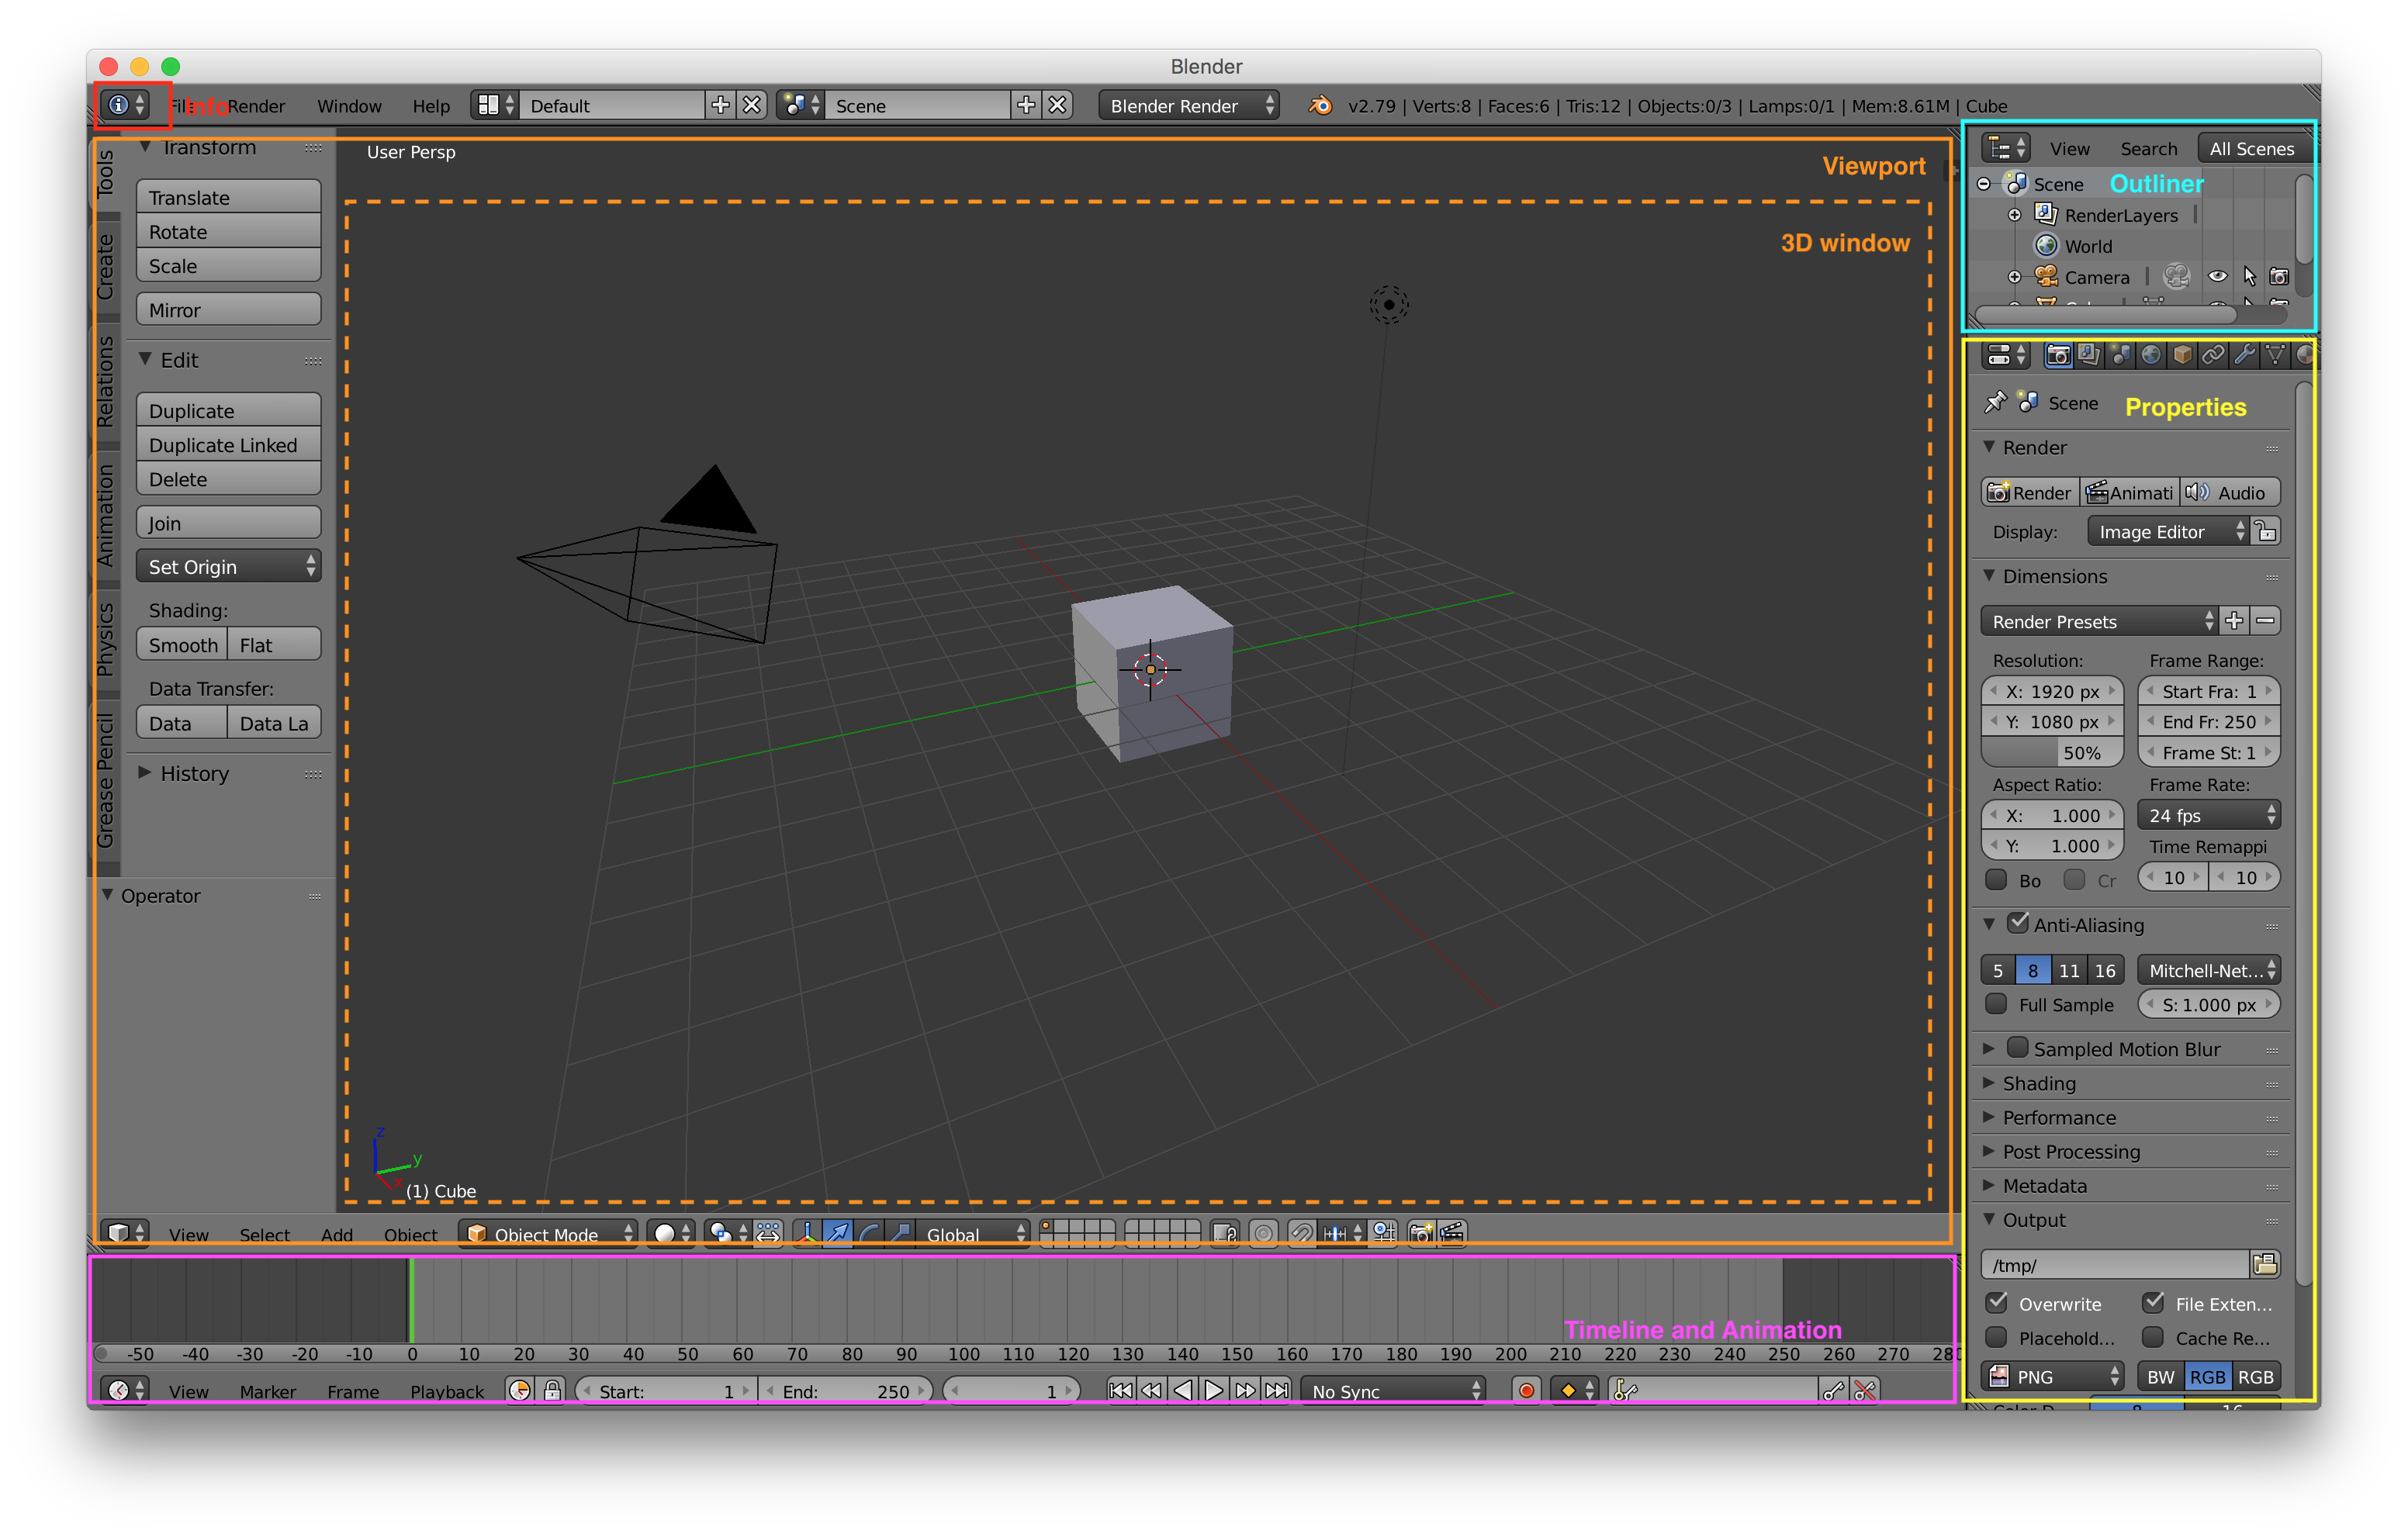 Blender
File Info Render Window Help Default Scene Blender Render v2.79 | Verts:8 | Faces:6 | Tris:12 | Objects:0/3 | Lamps:0/1 | Mem:8.61M | Cube
Tools
Create
Relations
Animation
Physics
Grease Pencil
Transform
Translate
Rotate
Scale
Mirror
Edit
Duplicate
Duplicate Linked
Delete
Join
Set Origin
Shading:
Smooth Flat
Data Transfer:
Data Data La
History
Operator
User Persp
Viewport
3D window
z
y
x
(1) Cube
View Select Add Object Object Mode Global
Timeline and Animation
-50 -40 -30 -20 -10 0 10 20 30 40 50 60 70 80 90 100 110 120 130 140 150 160 170 180 190 200 210 220 230 240 250 260 270 280
View Marker Frame Playback Start: 1 End: 250 1 No Sync
View Search All Scenes
Scene Outliner
RenderLayers
World
Camera
Scene Properties
Render
Render Animati Audio
Display: Image Editor
Dimensions
Render Presets
Resolution: Frame Range:
X: 1920 px Start Fra: 1
Y: 1080 px End Fr: 250
50% Frame St: 1
Aspect Ratio: Frame Rate:
X: 1.000 24 fps
Y: 1.000 Time Remappi
Bo Cr 10 10
Anti-Aliasing
5 8 11 16 Mitchell-Net...
Full Sample S: 1.000 px
Sampled Motion Blur
Shading
Performance
Post Processing
Metadata
Output
/tmp/
Overwrite File Exten...
Placehold... Cache Re...
PNG BW RGB RGB